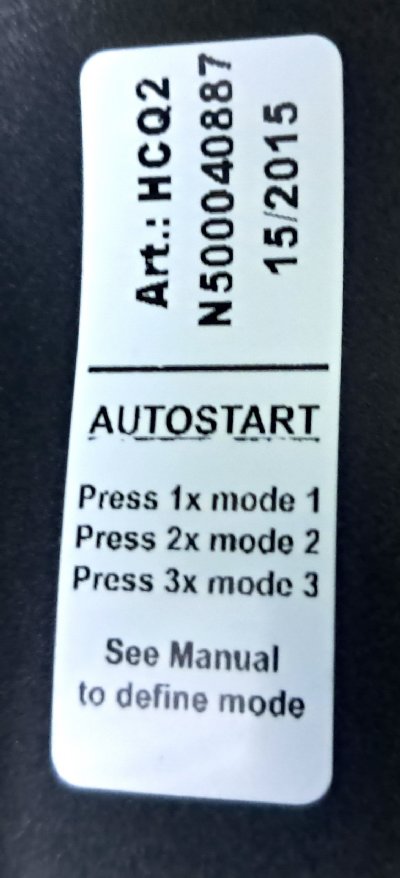 Art.: HCQ2
N500040887
15/2015
AUTOSTART
Press 1x mode 1
Press 2x mode 2
Press 3x mode 3
See Manual
to define mode